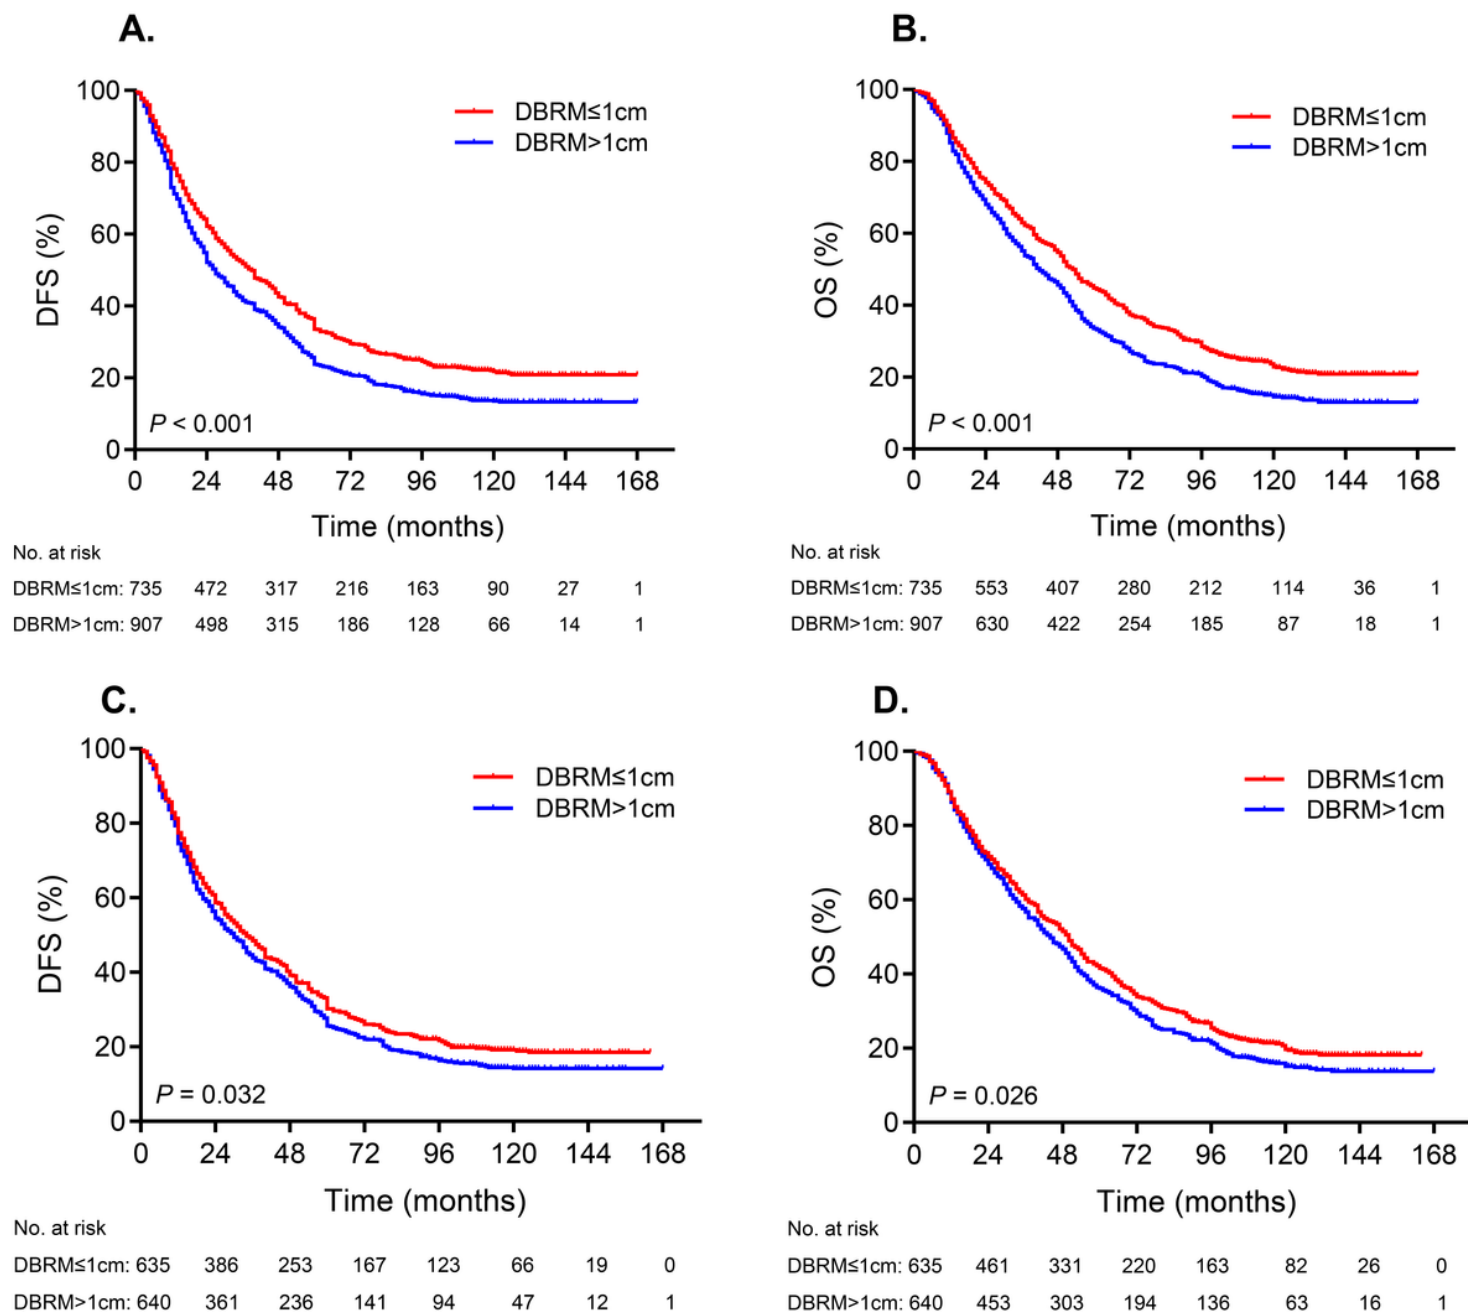 A.
100
80
60
40
20
0
DFS (%)
DBRM≤1cm
DBRM>1cm
P < 0.001
0 24 48 72 96 120 144 168
Time (months)
No. at risk
DBRM≤1cm: 735 472 317 216 163 90 27 1
DBRM>1cm: 907 498 315 186 128 66 14 1
B.
100
80
60
40
20
0
OS (%)
DBRM≤1cm
DBRM>1cm
P < 0.001
0 24 48 72 96 120 144 168
Time (months)
No. at risk
DBRM≤1cm: 735 553 407 280 212 114 36 1
DBRM>1cm: 907 630 422 254 185 87 18 1
C.
100
80
60
40
20
0
DFS (%)
DBRM≤1cm
DBRM>1cm
P = 0.032
0 24 48 72 96 120 144 168
Time (months)
No. at risk
DBRM≤1cm: 635 386 253 167 123 66 19 0
DBRM>1cm: 640 361 236 141 94 47 12 1
D.
100
80
60
40
20
0
OS (%)
DBRM≤1cm
DBRM>1cm
P = 0.026
0 24 48 72 96 120 144 168
Time (months)
No. at risk
DBRM≤1cm: 635 461 331 220 163 82 26 0
DBRM>1cm: 640 453 303 194 136 63 16 1